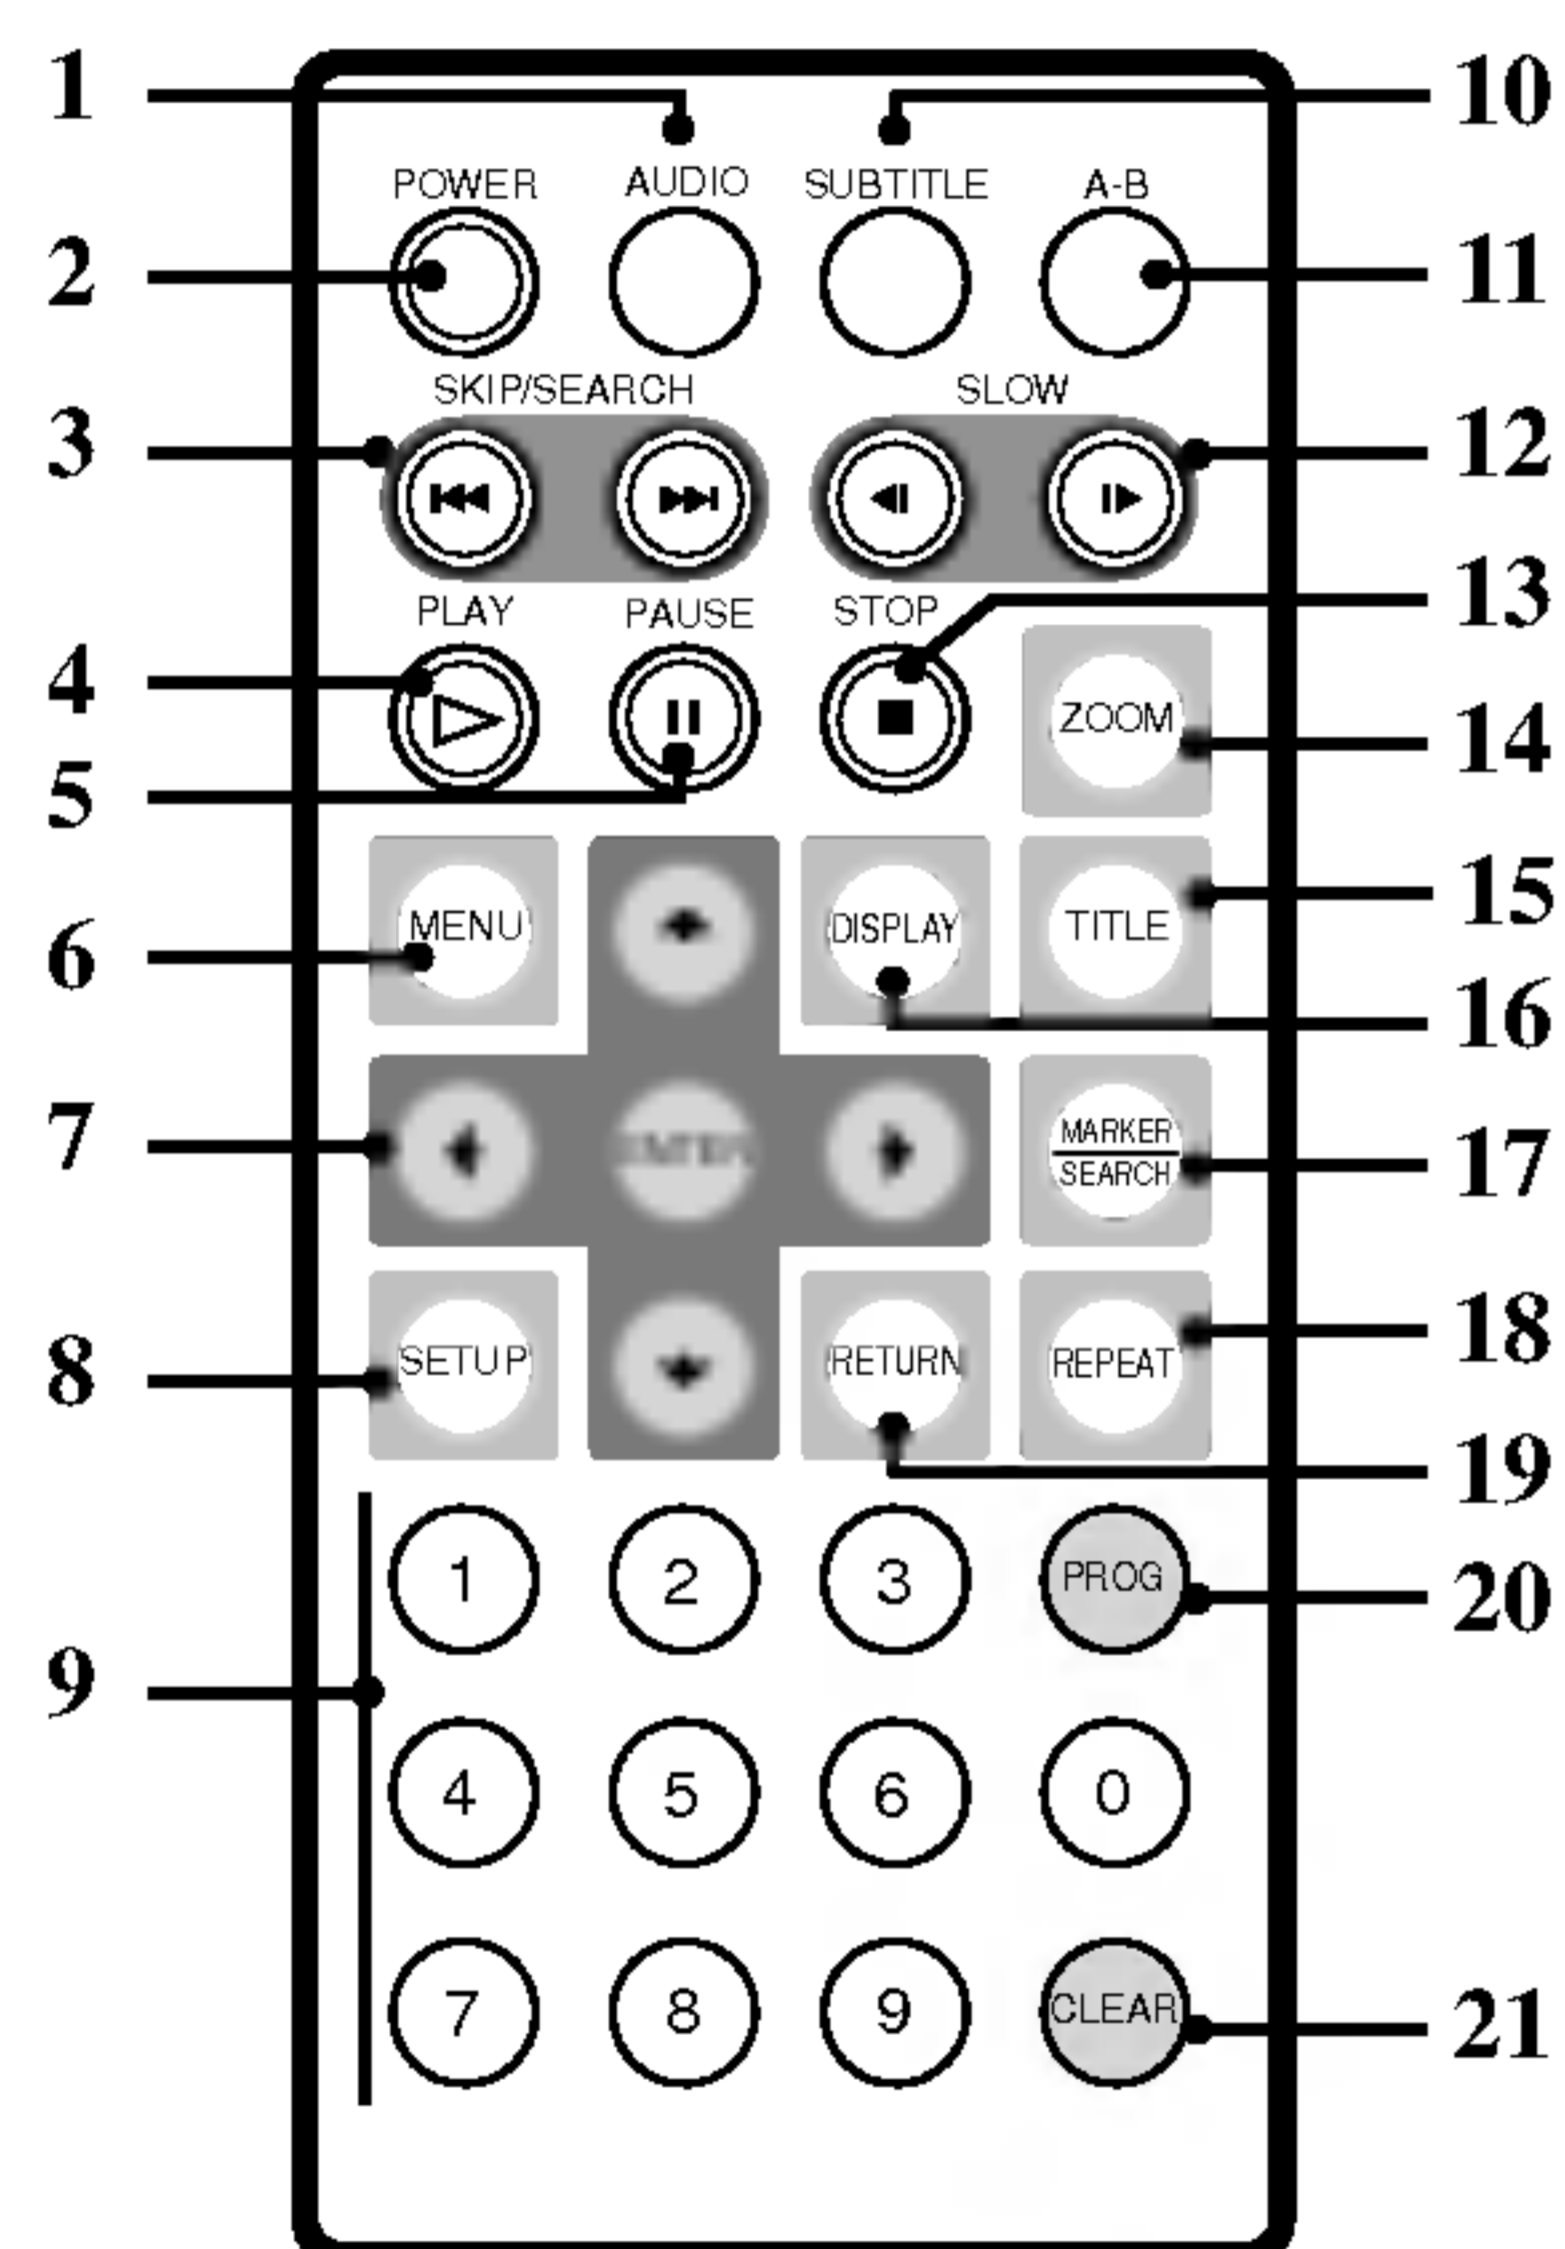 1
10
POWER
AUDIO
SUBTITLE
A-B
2
11
SKIP/SEARCH
SLOW
3
12
PLAY
PAUSE
STOP
13
4
ZOOM
14
5
MENU
DISPLAY
TITLE
15
6
16
7
ENTER
MARKER
SEARCH
17
SETUP
RETURN
REPEAT
18
8
19
1
2
3
PROG
20
9
4
5
6
0
7
8
9
CLEAR
21